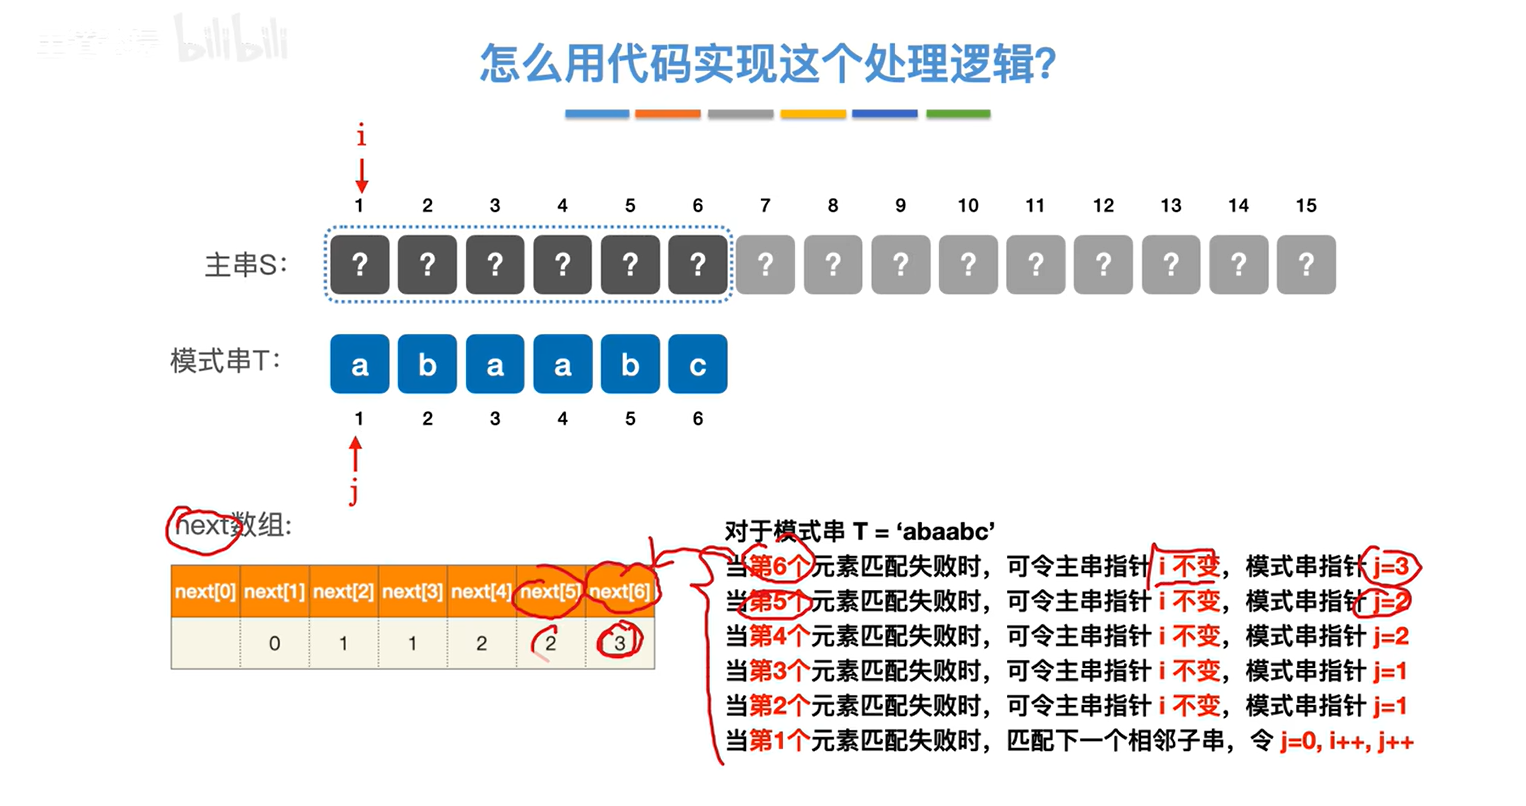 bilibili
怎么用代码实现这个处理逻辑?
i
1 2 3 4 5 6 7 8 9 10 11 12 13 14 15
主串S: ? ? ? ? ? ? ? ? ? ? ? ? ? ? ?
模式串T: a b a a b c
1 2 3 4 5 6
j
next数组:
next[0] next[1] next[2] next[3] next[4] next[5] next[6]
0 1 1 2 2 3
对于模式串 T = ‘abaabc’
当第6个元素匹配失败时，可令主串指针 i 不变，模式串指针 j=3
当第5个元素匹配失败时，可令主串指针 i 不变，模式串指针 j=2
当第4个元素匹配失败时，可令主串指针 i 不变，模式串指针 j=2
当第3个元素匹配失败时，可令主串指针 i 不变，模式串指针 j=1
当第2个元素匹配失败时，可令主串指针 i 不变，模式串指针 j=1
当第1个元素匹配失败时，匹配下一个相邻子串，令 j=0, i++, j++